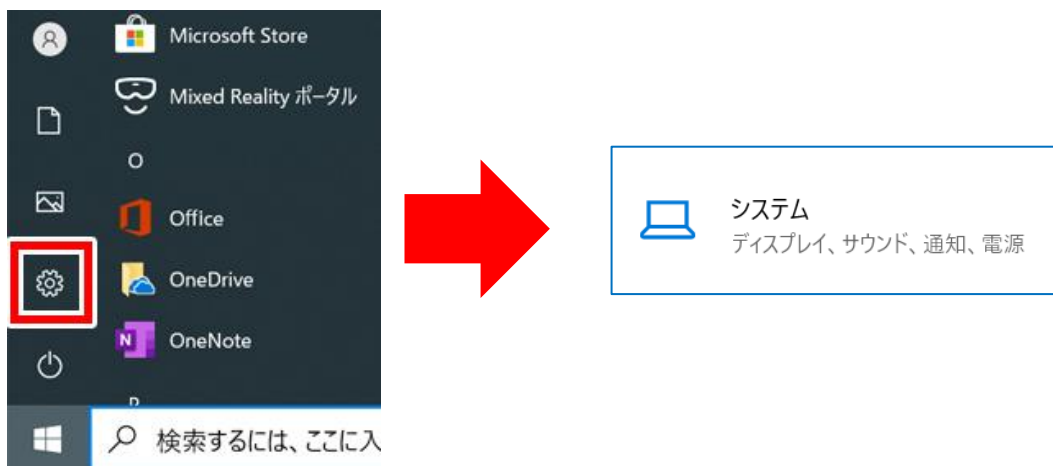 Microsoft Store
Mixed Reality ポータル
O
Office
OneDrive
N
OneNote
検索するには、ここに入
システム
ディスプレイ、サウンド、通知、電源